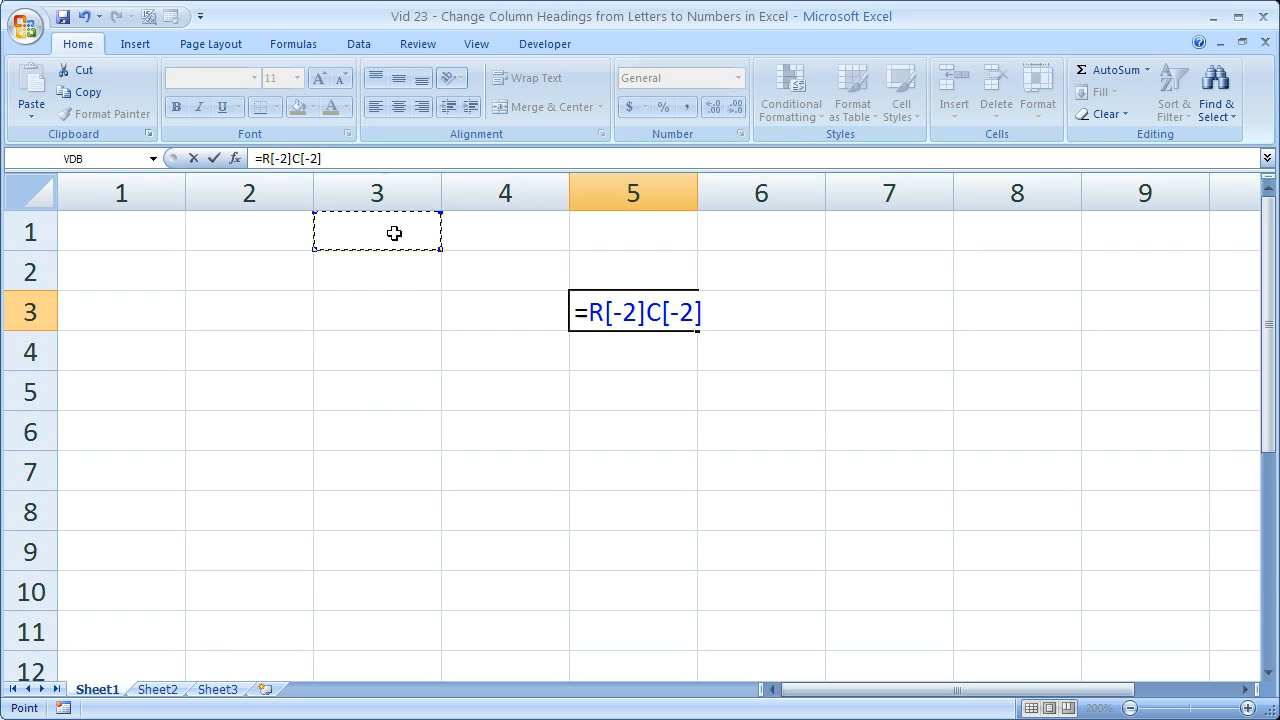 Vid 23 - Change Column Headings from Letters to Numbers in Excel - Microsoft Excel
Home Insert Page Layout Formulas Data Review View Developer
Paste Cut Copy Format Painter
11 A A
B I U A
Wrap Text
Merge & Center
General
$ % ,
Conditional Formatting
Format as Table
Cell Styles
Insert Delete Format
Σ AutoSum
Fill
Clear
Sort & Filter
Find & Select
Clipboard Font Alignment Number Styles Cells Editing
VDB fx =R[-2]C[-2]
1 2 3 4 5 6 7 8 9
1
2
3 =R[-2]C[-2]
4
5
6
7
8
9
10
11
12
Sheet1 Sheet2 Sheet3
Point 200%